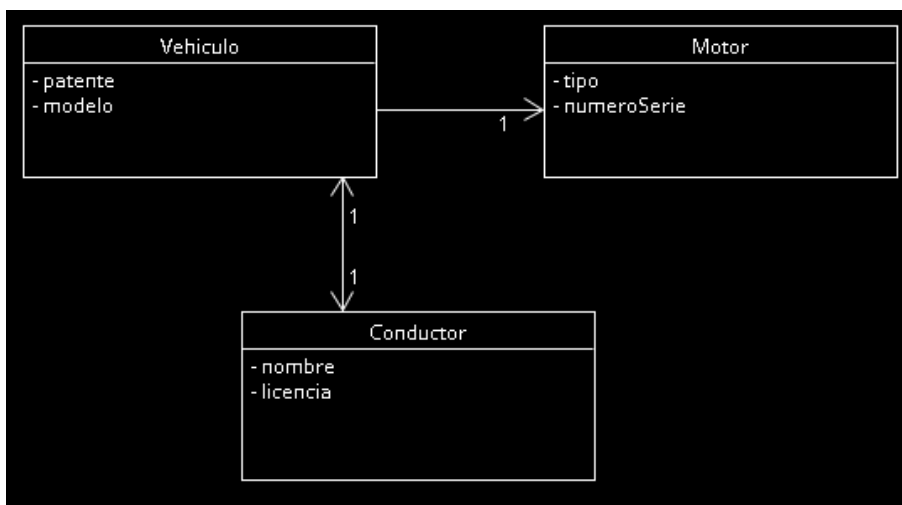 Vehiculo
- patente
- modelo
Motor
- tipo
- numeroSerie
1
1
1
Conductor
- nombre
- licencia